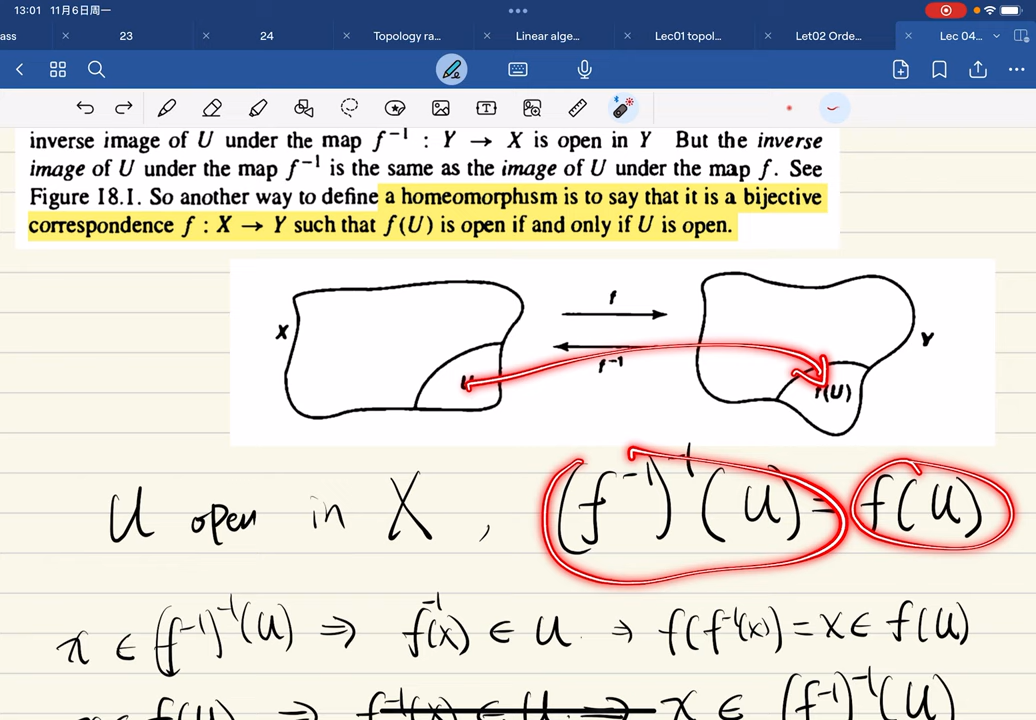 13:01 11月6日周一
ass 23 24 Topology ra... Linear alge... Lec01 topol... Let02 Orde... Lec 04...
inverse image of U under the map f⁻¹ : Y → X is open in Y But the inverse
image of U under the map f⁻¹ is the same as the image of U under the map f. See
Figure 18.1. So another way to define a homeomorphism is to say that it is a bijective
correspondence f : X → Y such that f(U) is open if and only if U is open.
f
X
Y
f⁻¹
U
f(U)
U open in X, (f⁻¹)⁻¹(U) = f(U)
x ∈ (f⁻¹)⁻¹(U) ⇒ f⁻¹(x) ∈ U. ⇒ f(f⁻¹(x)) = x ∈ f(U)
x ∈ f(U) ⇒ f⁻¹(x) ∈ U ⇒ x ∈ (f⁻¹)⁻¹(U)